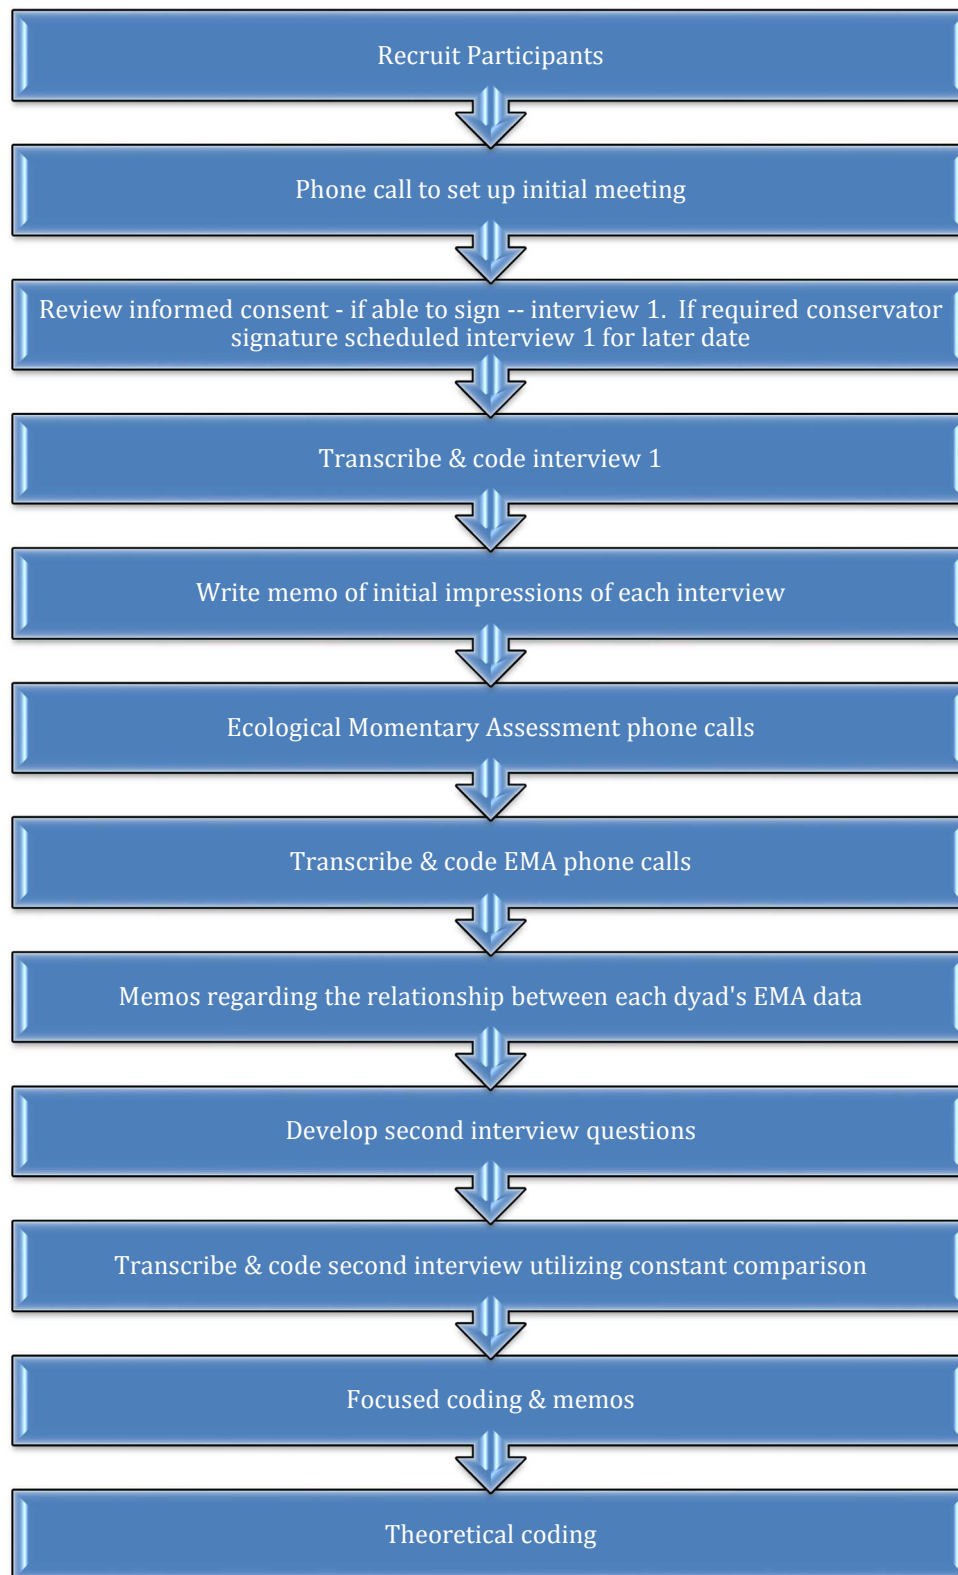 Recruit Participants
Phone call to set up initial meeting
Review informed consent - if able to sign -- interview 1.  If required conservator
signature scheduled interview 1 for later date
Transcribe & code interview 1
Write memo of initial impressions of each interview
Ecological Momentary Assessment phone calls
Transcribe & code EMA phone calls
Memos regarding the relationship between each dyad's EMA data
Develop second interview questions
Transcribe & code second interview utilizing constant comparison
Focused coding & memos
Theoretical coding